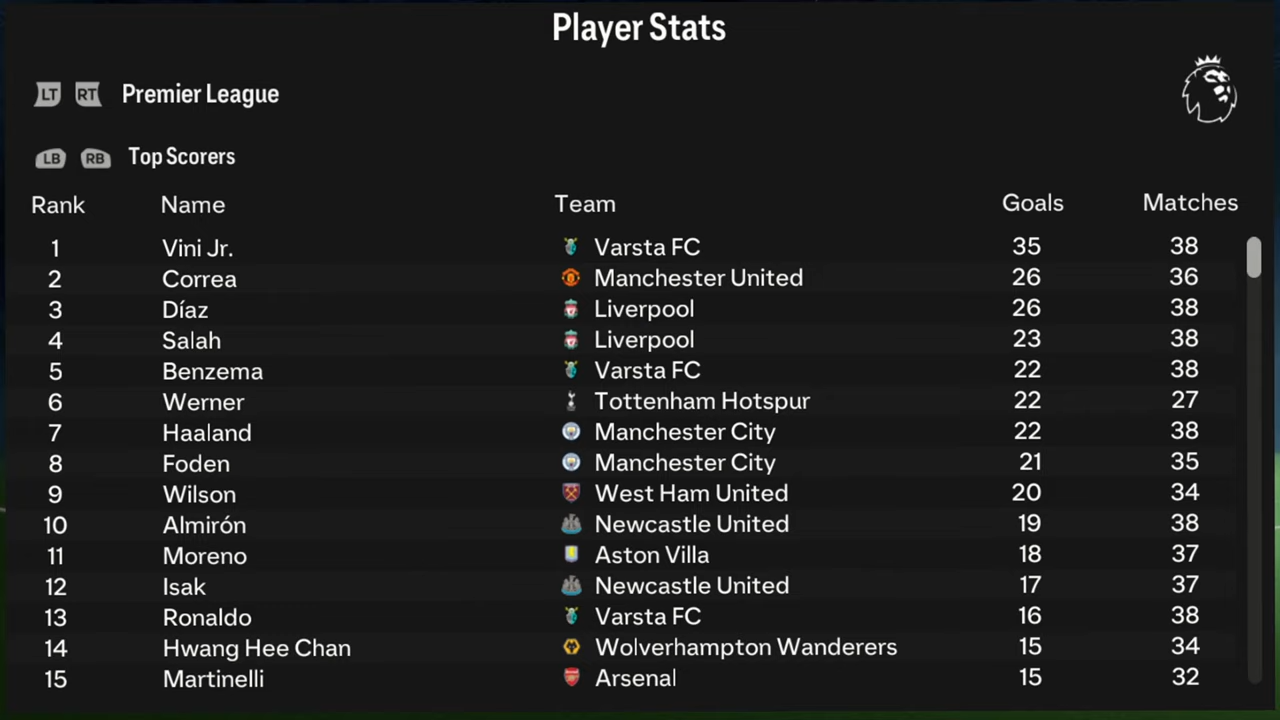 Player Stats
LT RT Premier League
LB RB Top Scorers
Rank Name Team Goals Matches
1 Vini Jr. Varsta FC 35 38
2 Correa Manchester United 26 36
3 Díaz Liverpool 26 38
4 Salah Liverpool 23 38
5 Benzema Varsta FC 22 38
6 Werner Tottenham Hotspur 22 27
7 Haaland Manchester City 22 38
8 Foden Manchester City 21 35
9 Wilson West Ham United 20 34
10 Almirón Newcastle United 19 38
11 Moreno Aston Villa 18 37
12 Isak Newcastle United 17 37
13 Ronaldo Varsta FC 16 38
14 Hwang Hee Chan Wolverhampton Wanderers 15 34
15 Martinelli Arsenal 15 32